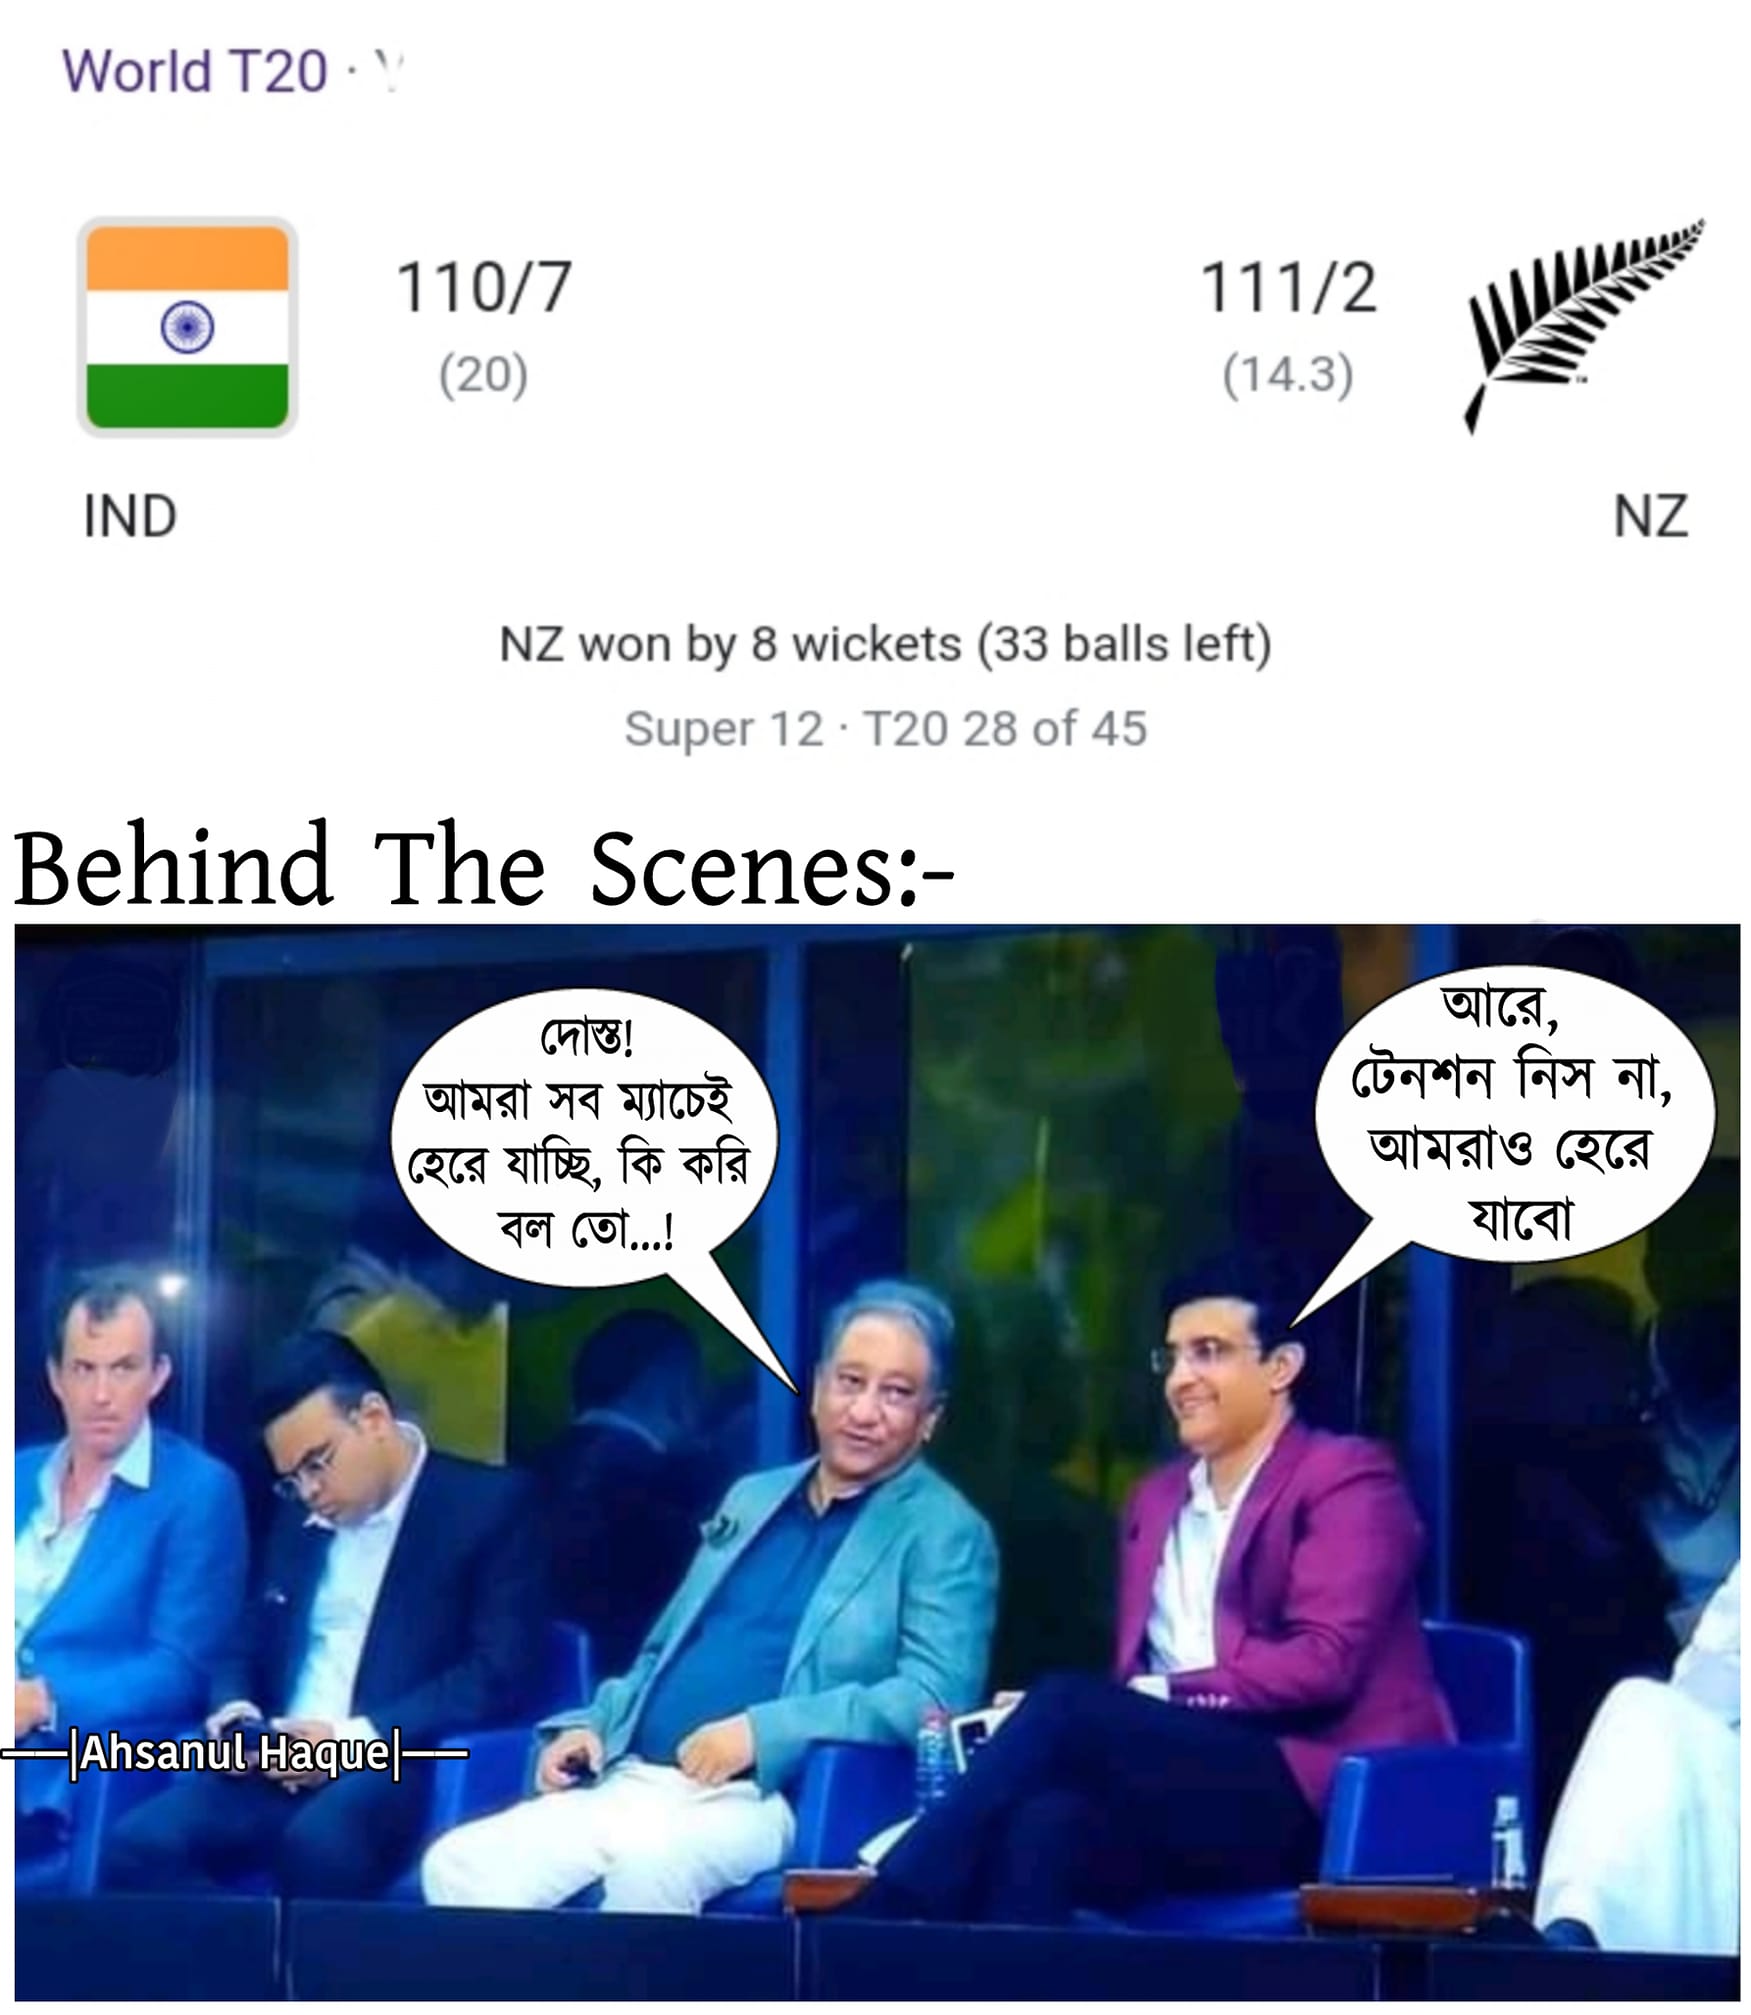 World T20 ·
110/7
111/2
(20)
(14.3)
IND
NZ
NZ won by 8 wickets (33 balls left)
Super 12 · T20 28 of 45
Behind The Scenes:-
দোস্ত!
আমরা সব ম্যাচেই
হেরে যাচ্ছি, কি করি
বল তো...!
আরে,
টেনশন নিস না,
আমরাও হেরে
যাবো
—|Ahsanul Haque|—